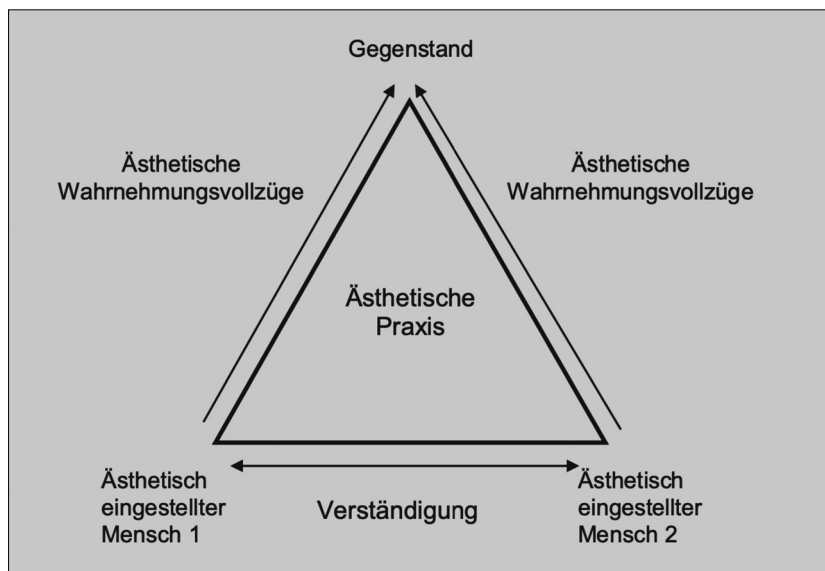 Gegenstand
Ästhetische
Wahrnehmungsvollzüge
Ästhetische
Wahrnehmungsvollzüge
Ästhetische
Praxis
Ästhetisch
eingestellter
Mensch 1
Verständigung
Ästhetisch
eingestellter
Mensch 2